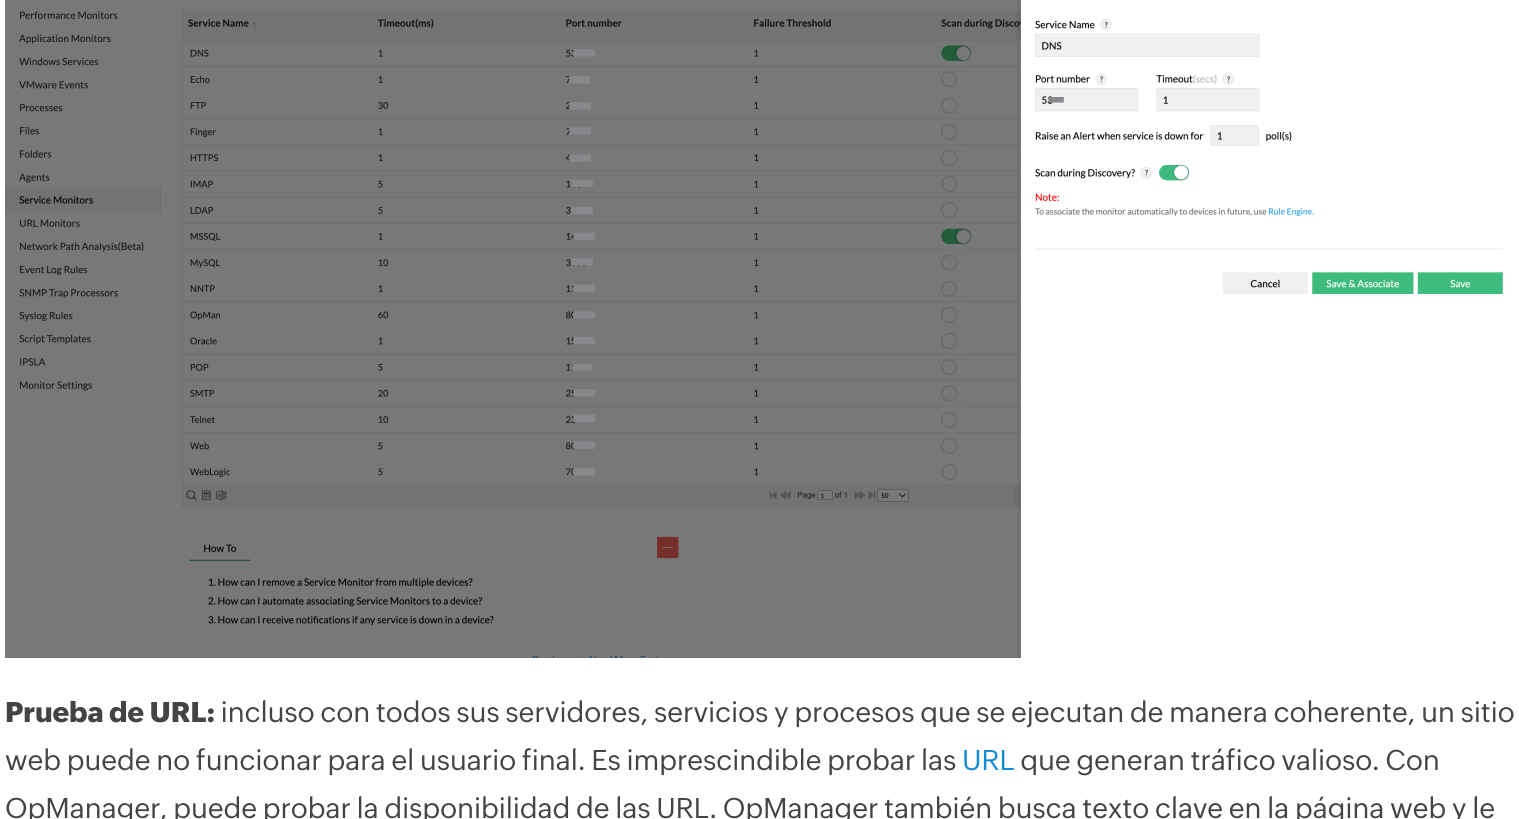 Performance Monitors
Application Monitors
Windows Services
VMware Events
Processes
Files
Folders
Agents
Service Monitors
URL Monitors
Network Path Analysis(Beta)
Event Log Rules
SNMP Trap Processors
Syslog Rules
Script Templates
IPSLA
Monitor Settings
Service Name Timeout(ms) Port number Failure Threshold Scan during Disco
DNS 1 1
Echo 1 1
FTP 30 1
Finger 1 1
HTTPS 1 1
IMAP 5 1
LDAP 5 1
MSSQL 1 1
MySQL 10 1
NNTP 1 1
OpMan 60 1
Oracle 1 1
POP 5 1
SMTP 20 1
Telnet 10 1
Web 5 1
WebLogic 5 1
Page 1 of 1 50
How To
1. How can I remove a Service Monitor from multiple devices?
2. How can I automate associating Service Monitors to a device?
3. How can I receive notifications if any service is down in a device?
Service Name ?
DNS
Port number ? Timeout(secs) ?
1
Raise an Alert when service is down for 1 poll(s)
Scan during Discovery? ?
Note:
To associate the monitor automatically to devices in future, use Rule Engine.
Cancel Save & Associate Save
Prueba de URL: incluso con todos sus servidores, servicios y procesos que se ejecutan de manera coherente, un sitio
web puede no funcionar para el usuario final. Es imprescindible probar las URL que generan tráfico valioso. Con
OpManager, puede probar la disponibilidad de las URL. OpManager también busca texto clave en la página web y le